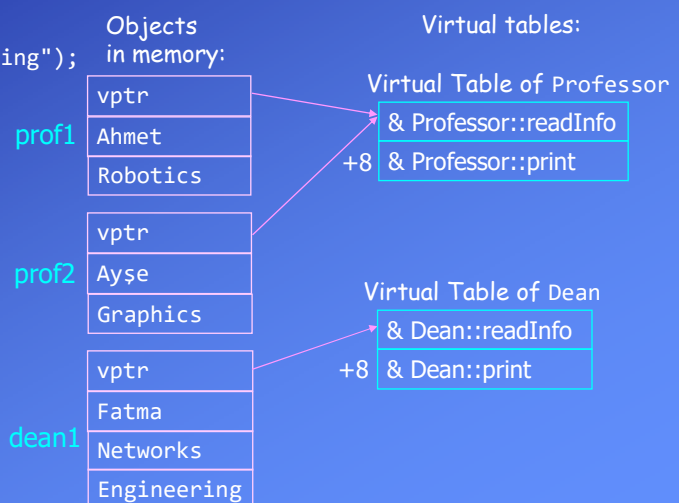 ing");
Objects
in memory:
vptr
prof1
Ahmet
Robotics
vptr
prof2
Ayşe
Graphics
vptr
Fatma
dean1
Networks
Engineering
Virtual tables:
Virtual Table of Professor
& Professor::readInfo
+8 & Professor::print
Virtual Table of Dean
& Dean::readInfo
+8 & Dean::print